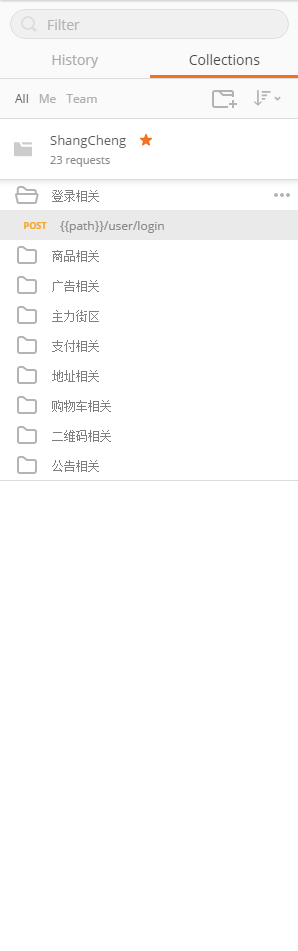 Filter
History Collections
All Me Team
ShangCheng
23 requests
登录相关
POST {{path}}/user/login
商品相关
广告相关
主力街区
支付相关
地址相关
购物车相关
二维码相关
公告相关